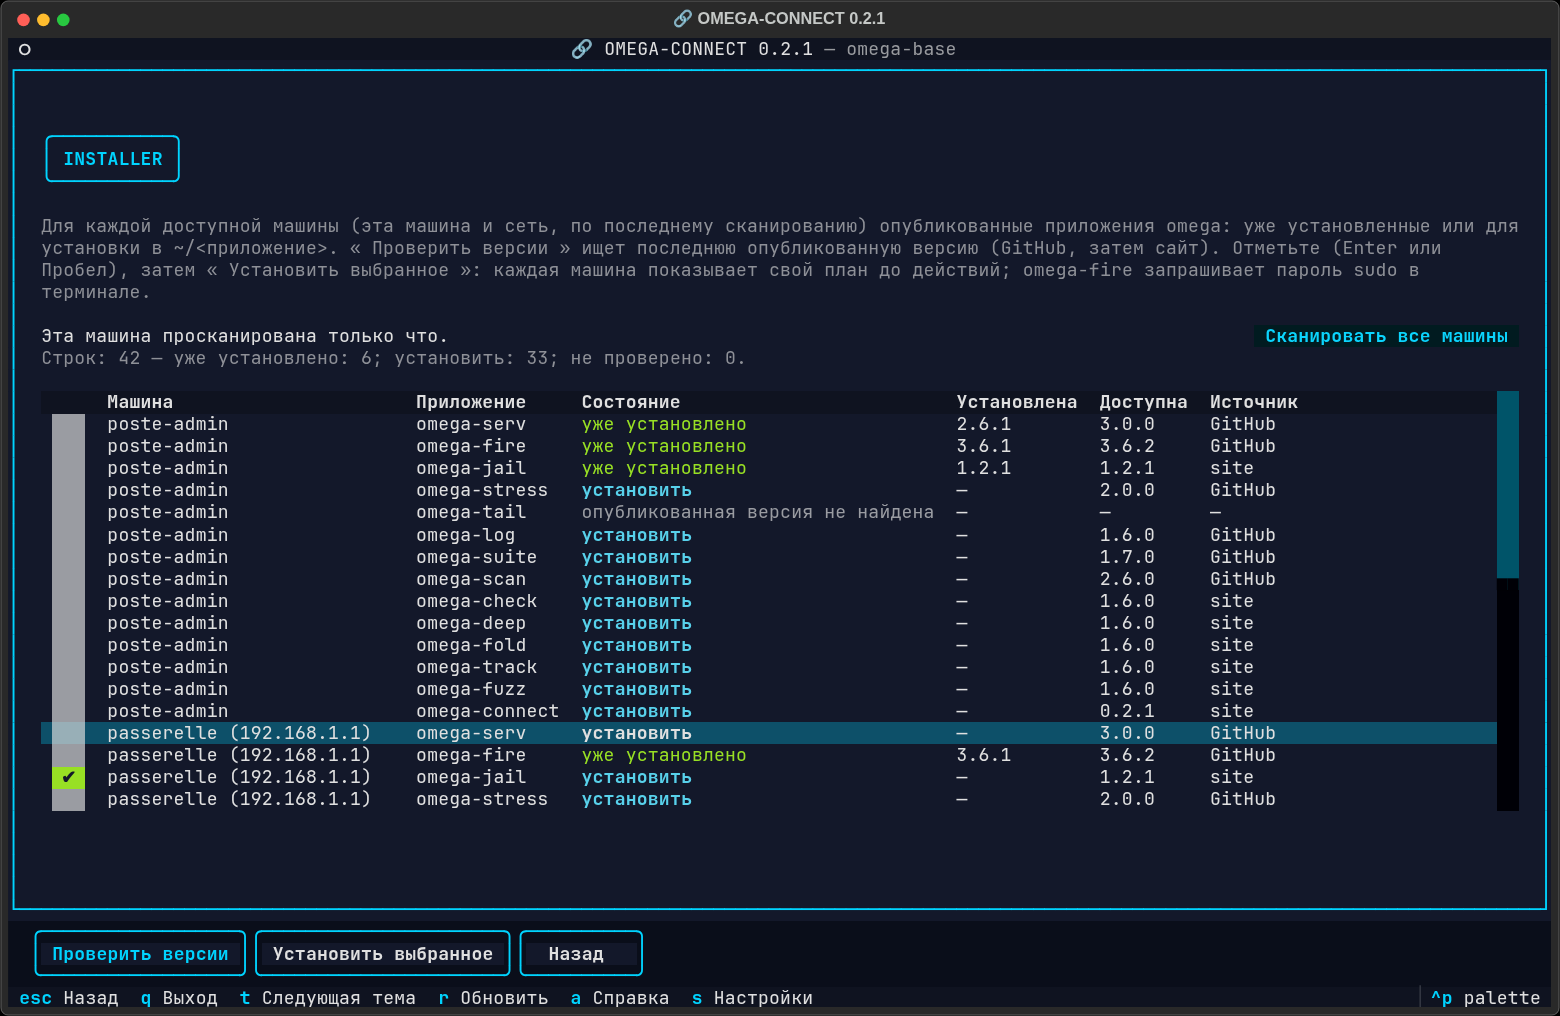 🔗 OMEGA-CONNECT 0.2.1
O 🔗 OMEGA-CONNECT 0.2.1 — omega-base
INSTALLER
Для каждой доступной машины (эта машина и сеть, по последнему сканированию) опубликованные приложения omega: уже установленные или для
установки в ~/<приложение>. « Проверить версии » ищет последнюю опубликованную версию (GitHub, затем сайт). Отметьте (Enter или
Пробел), затем « Установить выбранное »: каждая машина показывает свой план до действий; omega-fire запрашивает пароль sudo в
терминале.
Эта машина просканирована только что. Сканировать все машины
Строк: 42 — уже установлено: 6; установить: 33; не проверено: 0.
Машина Приложение Состояние Установлена Доступна Источник
poste-admin omega-serv уже установлено 2.6.1 3.0.0 GitHub
poste-admin omega-fire уже установлено 3.6.1 3.6.2 GitHub
poste-admin omega-jail уже установлено 1.2.1 1.2.1 site
poste-admin omega-stress установить — 2.0.0 GitHub
poste-admin omega-tail опубликованная версия не найдена — — —
poste-admin omega-log установить — 1.6.0 GitHub
poste-admin omega-suite установить — 1.7.0 GitHub
poste-admin omega-scan установить — 2.6.0 GitHub
poste-admin omega-check установить — 1.6.0 site
poste-admin omega-deep установить — 1.6.0 site
poste-admin omega-fold установить — 1.6.0 site
poste-admin omega-track установить — 1.6.0 site
poste-admin omega-fuzz установить — 1.6.0 site
poste-admin omega-connect установить — 0.2.1 site
passerelle (192.168.1.1) omega-serv установить — 3.0.0 GitHub
passerelle (192.168.1.1) omega-fire уже установлено 3.6.1 3.6.2 GitHub
✔ passerelle (192.168.1.1) omega-jail установить — 1.2.1 site
passerelle (192.168.1.1) omega-stress установить — 2.0.0 GitHub
Проверить версии Установить выбранное Назад
esc Назад q Выход t Следующая тема r Обновить a Справка s Настройки ^p palette